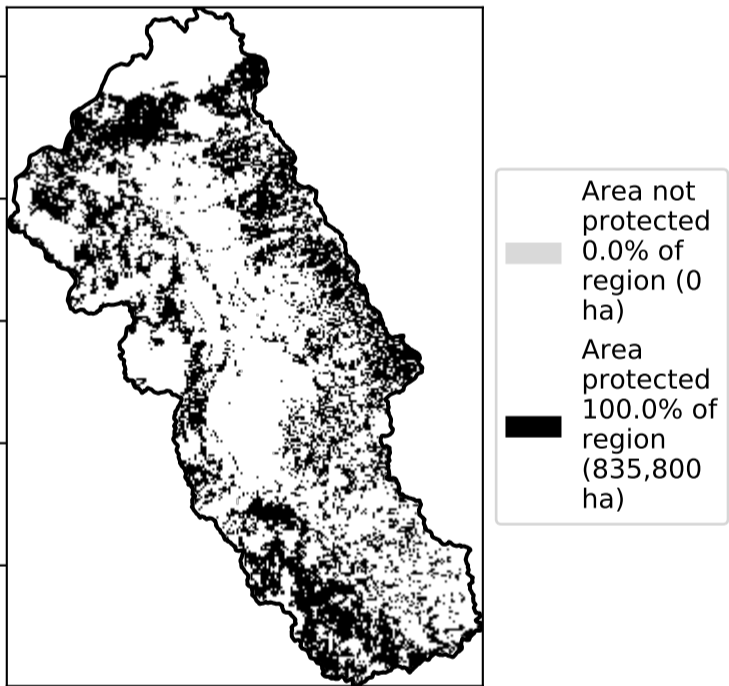 Area not
protected
0.0% of
region (0
ha)
Area
protected
100.0% of
region
(835,800
ha)